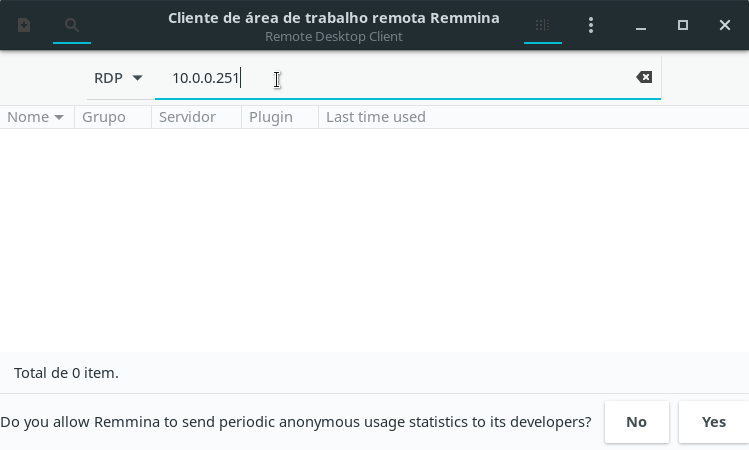 Cliente de área de trabalho remota Remmina
Remote Desktop Client
RDP 10.0.0.251
Nome Grupo Servidor Plugin Last time used
Total de 0 item.
Do you allow Remmina to send periodic anonymous usage statistics to its developers? No Yes